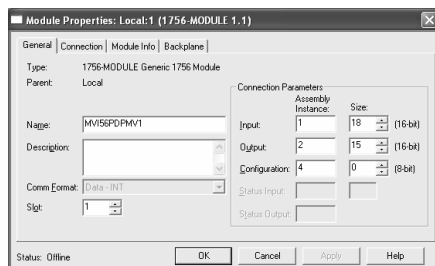 Module Properties: Local:1 (1756-MODULE 1.1)
General Connection Module Info Backplane
Type: 1756-MODULE Generic 1756 Module
Parent: Local
Connection Parameters
Assembly Instance: Size:
Name: MVI56PDPMV1
Input: 1 18 (16-bit)
Description:
Output: 2 15 (16-bit)
Configuration: 4 0 (8-bit)
Comm Format: Data - INT
Status Input:
Slot: 1
Status Output:
Status: Offline OK Cancel Apply Help